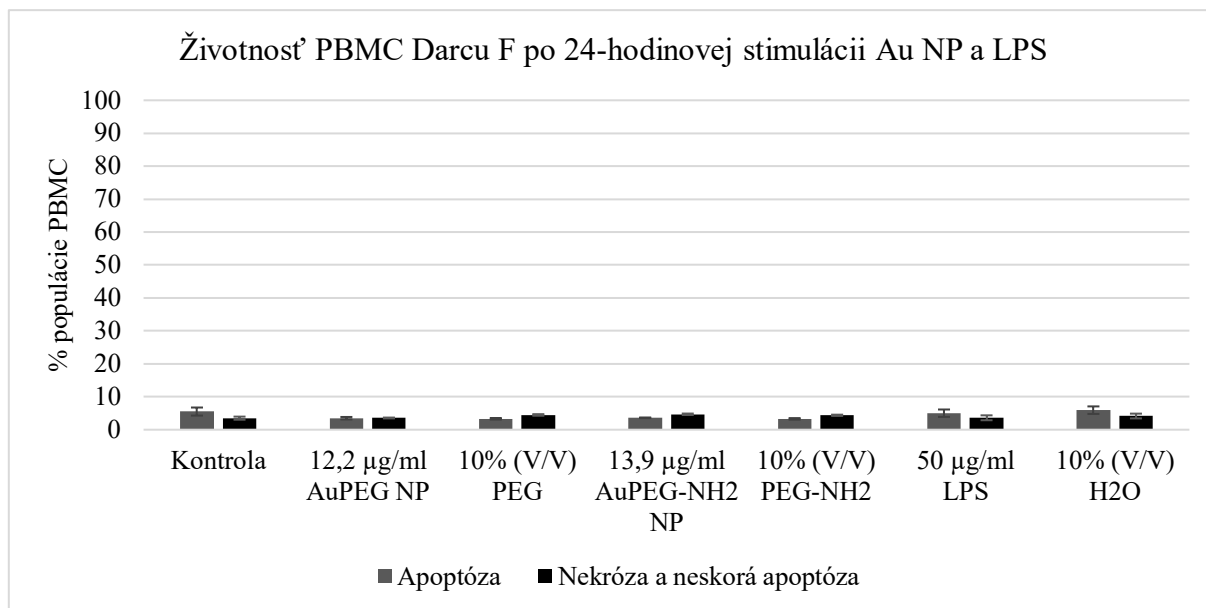 Životnosť PBMC Darcu F po 24-hodinovej stimulácii Au NP a LPS
% populácie PBMC
100
90
80
70
60
50
40
30
20
10
0
Kontrola
12,2 µg/ml
AuPEG NP
10% (V/V)
PEG
13,9 µg/ml
AuPEG-NH2
NP
10% (V/V)
PEG-NH2
50 µg/ml
LPS
10% (V/V)
H2O
Apoptóza
Nekróza a neskorá apoptóza